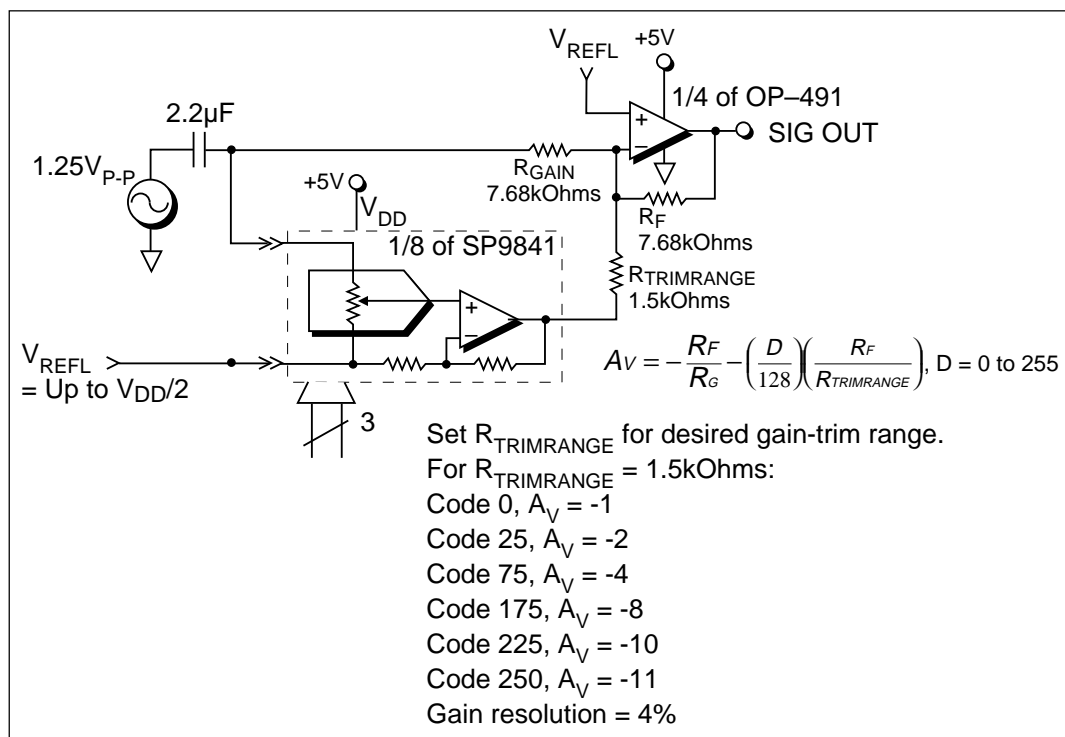 V_REFL
+5V
1/4 of OP–491
2.2µF
SIG OUT
1.25V_P-P
R_GAIN
7.68kOhms
+5V
V_DD
R_F
7.68kOhms
1/8 of SP9841
R_TRIMRANGE
1.5kOhms
V_REFL
= Up to V_DD/2
A_V = −R_F/R_G − (D/128)(R_F/R_TRIMRANGE), D = 0 to 255
3
Set R_TRIMRANGE for desired gain-trim range.
For R_TRIMRANGE = 1.5kOhms:
Code 0, A_V = -1
Code 25, A_V = -2
Code 75, A_V = -4
Code 175, A_V = -8
Code 225, A_V = -10
Code 250, A_V = -11
Gain resolution = 4%